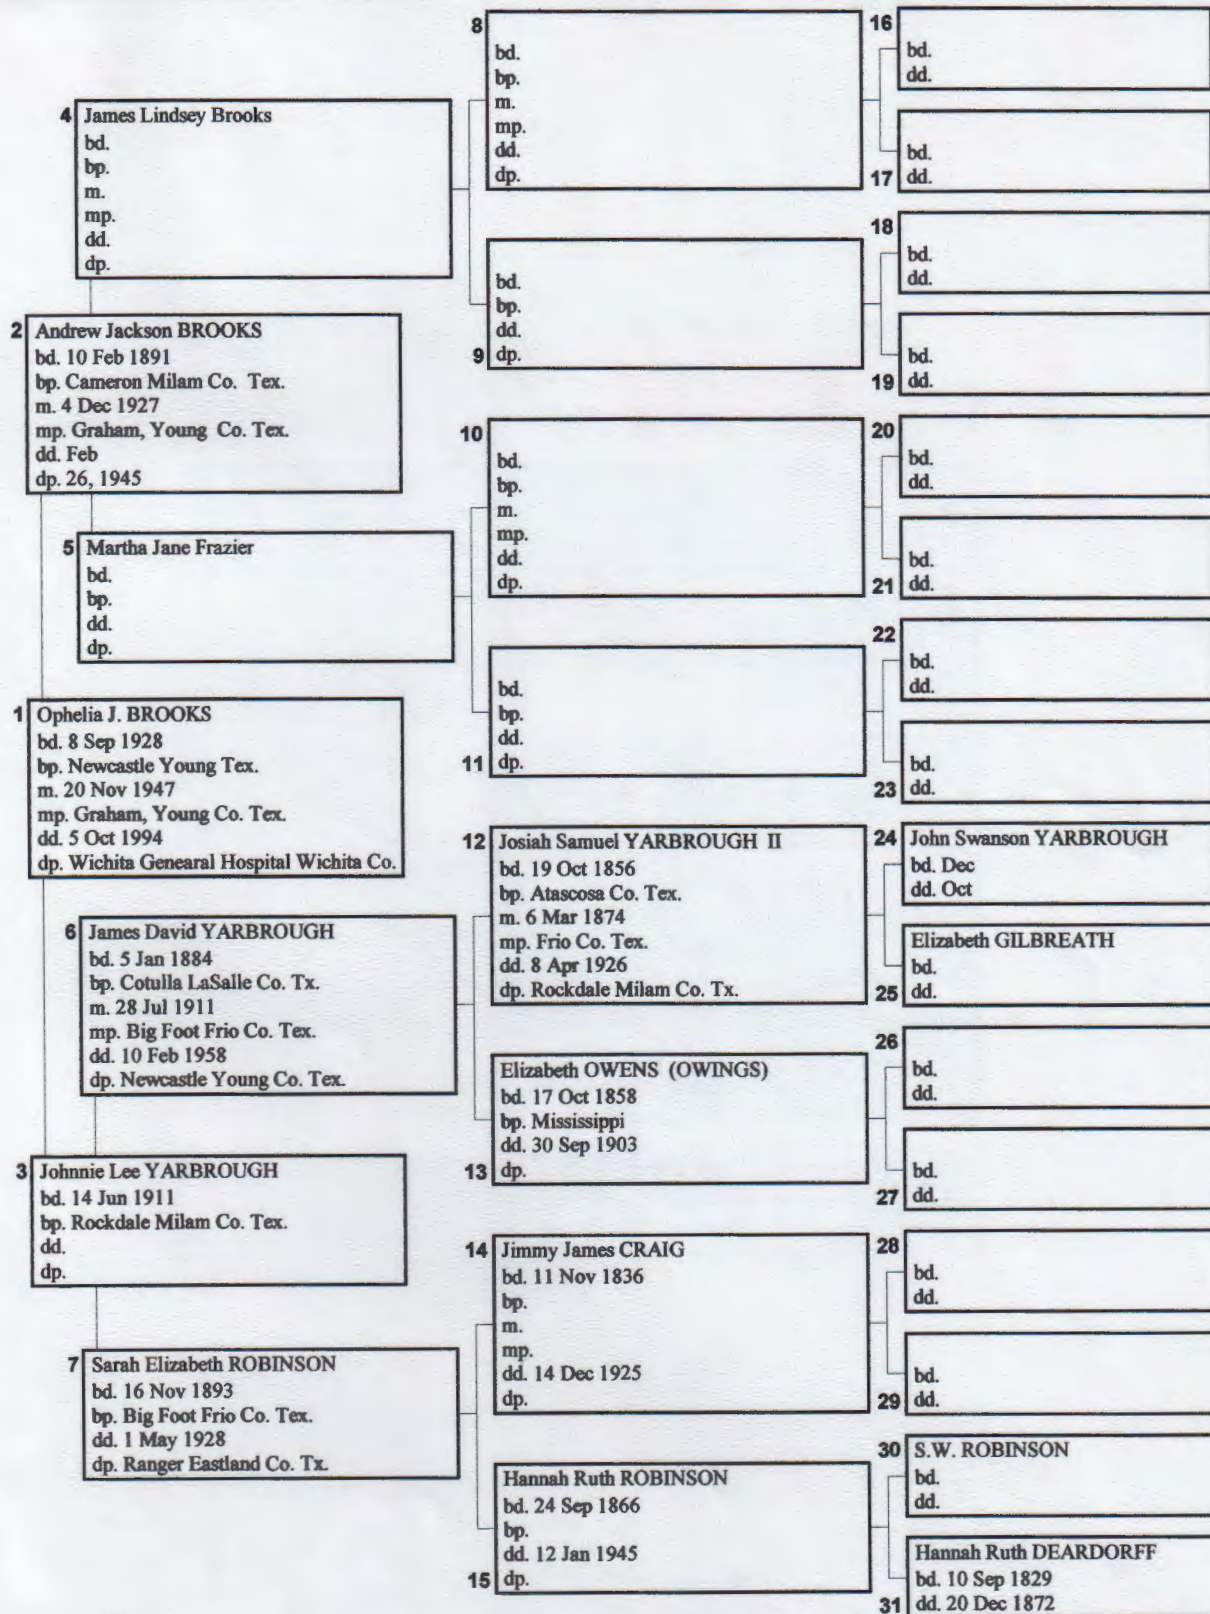 4 James Lindsey Brooks
bd.
bp.
m.
mp.
dd.
dp.
2 Andrew Jackson BROOKS
bd. 10 Feb 1891
bp. Cameron Milam Co. Tex.
m. 4 Dec 1927
mp. Graham, Young Co. Tex.
dd. Feb
dp. 26, 1945
5 Martha Jane Frazier
bd.
bp.
dd.
dp.
1 Ophelia J. BROOKS
bd. 8 Sep 1928
bp. Newcastle Young Tex.
m. 20 Nov 1947
mp. Graham, Young Co. Tex.
dd. 5 Oct 1994
dp. Wichita Genearal Hospital Wichita Co.
6 James David YARBROUGH
bd. 5 Jan 1884
bp. Cotulla LaSalle Co. Tx.
m. 28 Jul 1911
mp. Big Foot Frio Co. Tex.
dd. 10 Feb 1958
dp. Newcastle Young Co. Tex.
3 Johnnie Lee YARBROUGH
bd. 14 Jun 1911
bp. Rockdale Milam Co. Tex.
dd.
dp.
7 Sarah Elizabeth ROBINSON
bd. 16 Nov 1893
bp. Big Foot Frio Co. Tex.
dd. 1 May 1928
dp. Ranger Eastland Co. Tx.
8
bd.
bp.
m.
mp.
dd.
dp.
bd.
bp.
dd.
9 dp.
10
bd.
bp.
m.
mp.
dd.
dp.
bd.
bp.
dd.
11 dp.
12 Josiah Samuel YARBROUGH II
bd. 19 Oct 1856
bp. Atascosa Co. Tex.
m. 6 Mar 1874
mp. Frio Co. Tex.
dd. 8 Apr 1926
dp. Rockdale Milam Co. Tx.
Elizabeth OWENS (OWINGS)
bd. 17 Oct 1858
bp. Mississippi
dd. 30 Sep 1903
13 dp.
14 Jimmy James CRAIG
bd. 11 Nov 1836
bp.
m.
mp.
dd. 14 Dec 1925
dp.
Hannah Ruth ROBINSON
bd. 24 Sep 1866
bp.
dd. 12 Jan 1945
15 dp.
16
bd.
dd.
bd.
17 dd.
18
bd.
dd.
bd.
19 dd.
20
bd.
dd.
bd.
21 dd.
22
bd.
dd.
bd.
23 dd.
24 John Swanson YARBROUGH
bd. Dec
dd. Oct
Elizabeth GILBREATH
bd.
25 dd.
26
bd.
dd.
bd.
27 dd.
28
bd.
dd.
bd.
29 dd.
30 S.W. ROBINSON
bd.
dd.
Hannah Ruth DEARDORFF
bd. 10 Sep 1829
31 dd. 20 Dec 1872